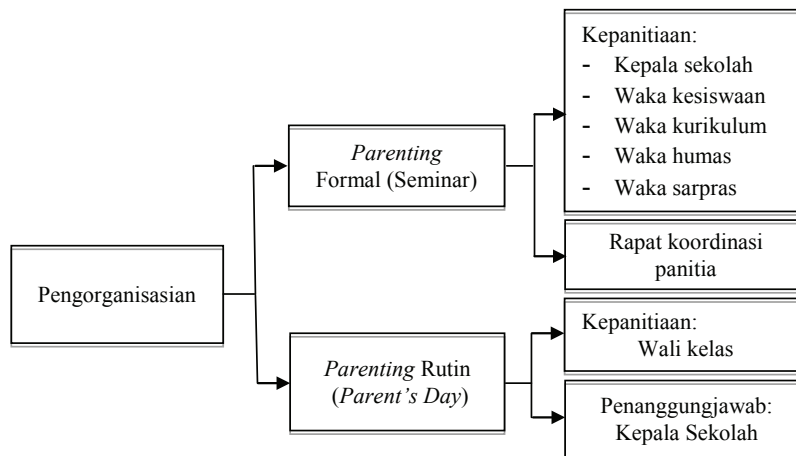 Pengorganisasian
Parenting
Formal (Seminar)
Kepanitiaan:
- Kepala sekolah
- Waka kesiswaan
- Waka kurikulum
- Waka humas
- Waka sarpras
Rapat koordinasi
panitia
Parenting Rutin
(Parent’s Day)
Kepanitiaan:
Wali kelas
Penanggungjawab:
Kepala Sekolah